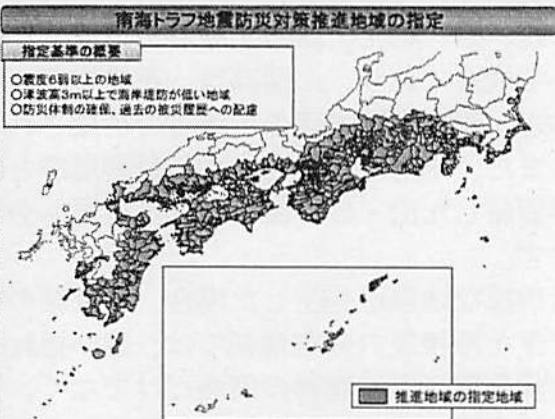 南海トラフ地震防災対策推進地域の指定
指定基準の概要
○震度6弱以上の地域
○津波高3m以上で海岸堤防が低い地域
○防災体制の確保、過去の被災履歴への配慮
推進地域の指定地域